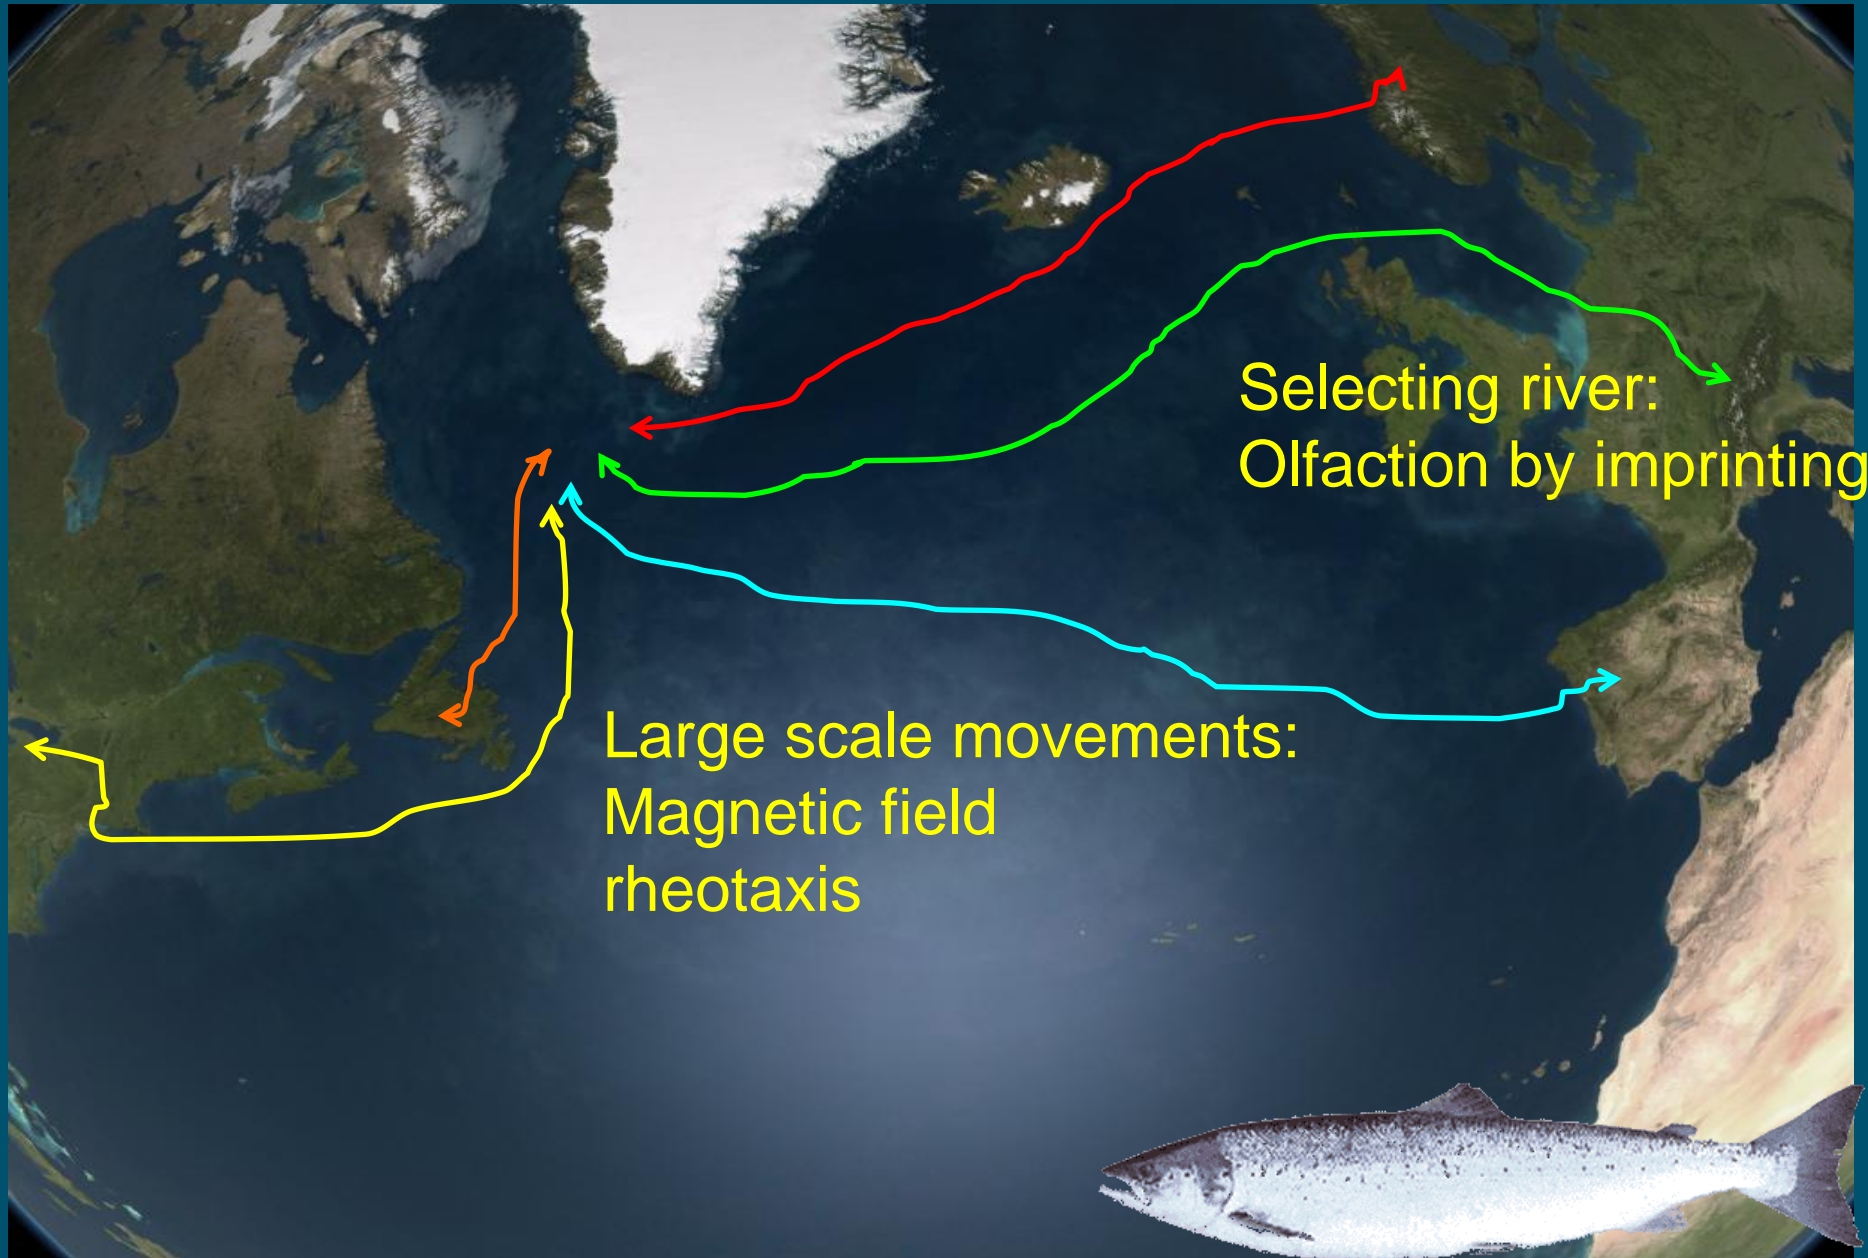 Selecting river:
Olfaction by imprinting
Large scale movements:
Magnetic field
rheotaxis